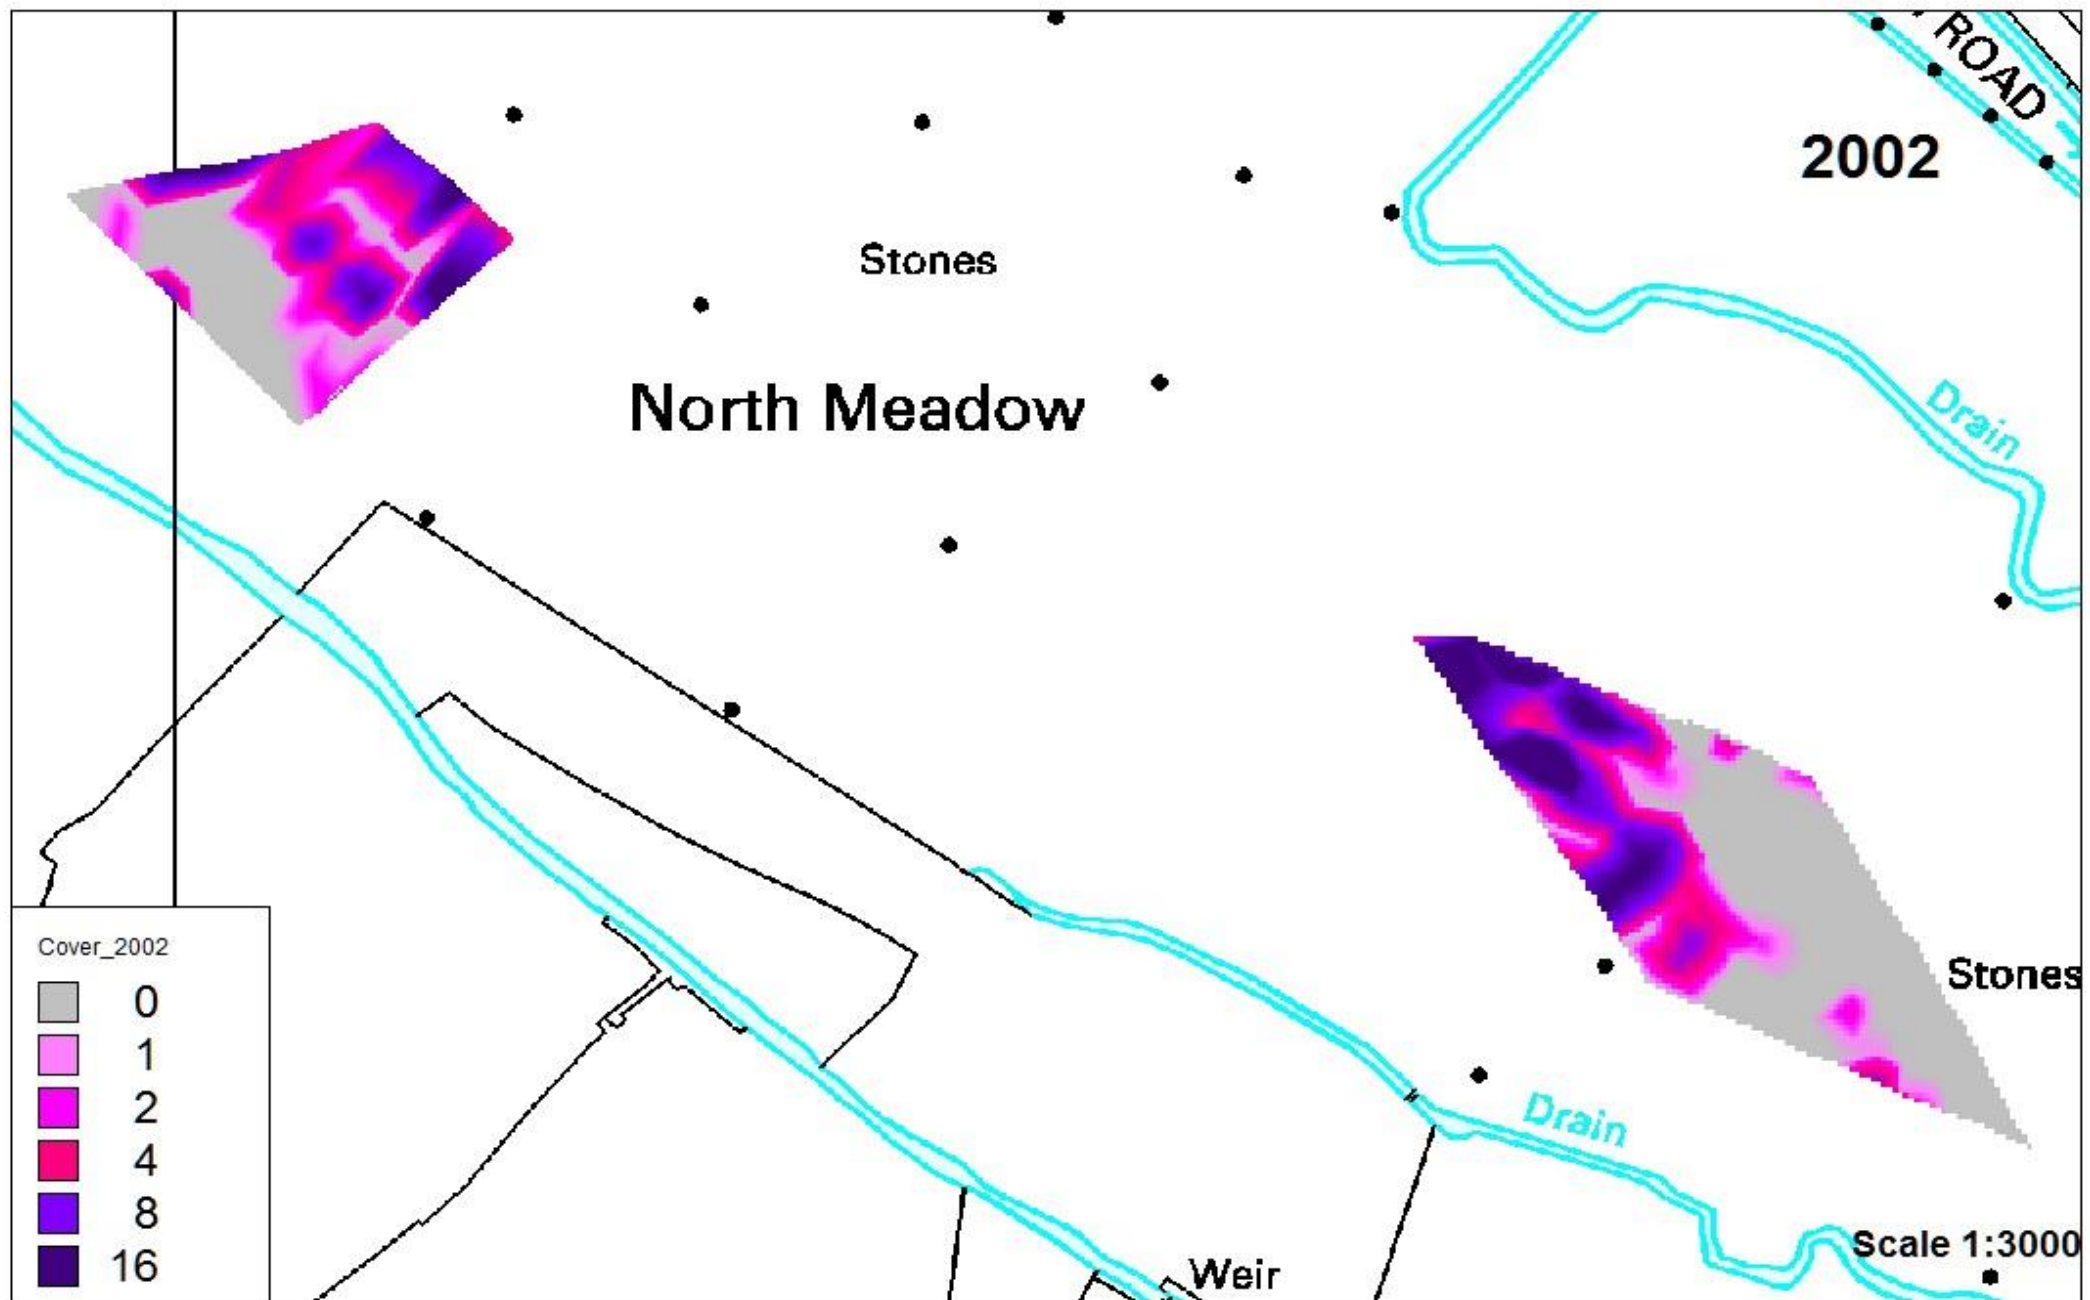 ROAD
2002
Stones
North Meadow
Drain
Cover_2002
0
1
2
4
8
16
Stones
Drain
Scale 1:3000
Weir